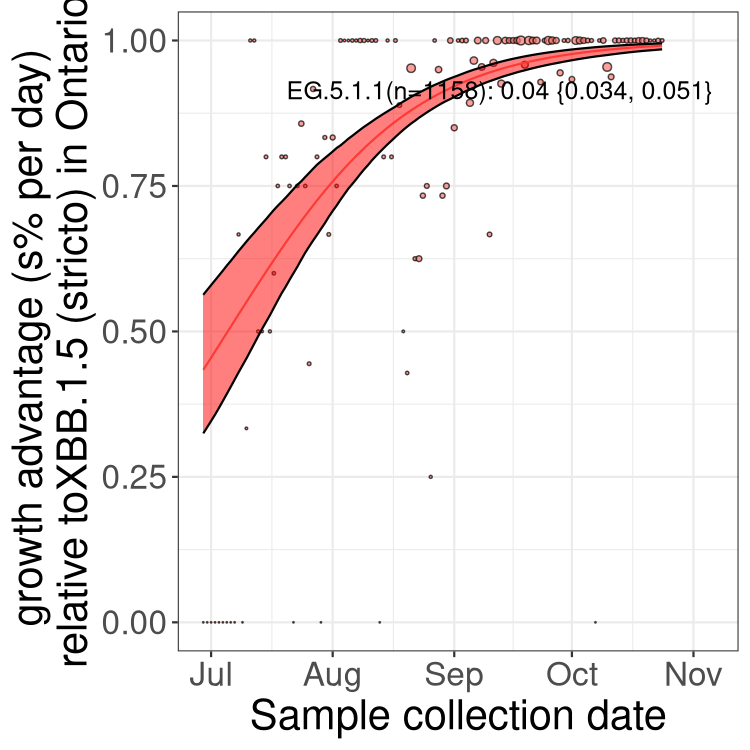 growth advantage (s% per day)
relative toXBB.1.5 (stricto) in Ontario
1.00
0.75
0.50
0.25
0.00
EG.5.1.1(n=1158): 0.04 {0.034, 0.051}
Jul Aug Sep Oct Nov
Sample collection date